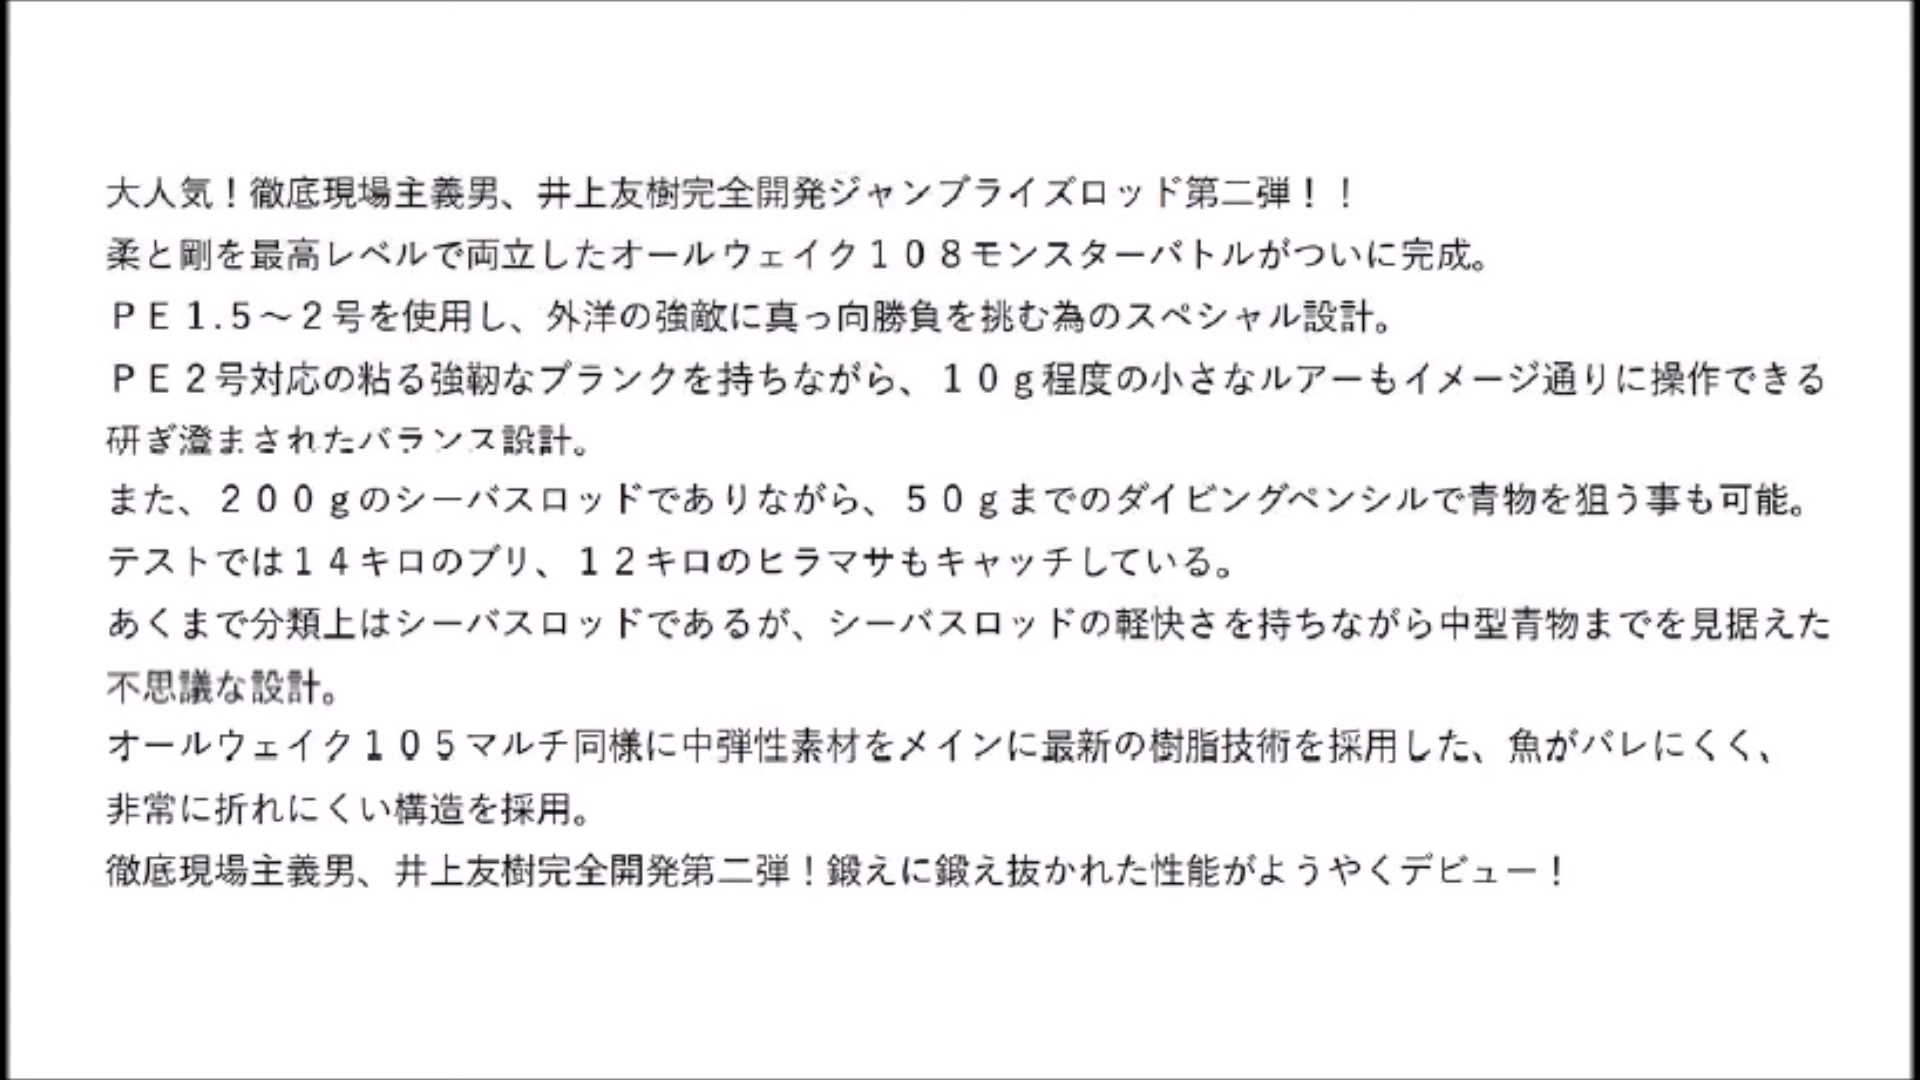 大人気！徹底現場主義男、井上友樹完全開発ジャンプライズロッド第二弾！！
柔と剛を最高レベルで両立したオールウェイク１０８モンスターバトルがついに完成。
ＰＥ１.５～２号を使用し、外洋の強敵に真っ向勝負を挑む為のスペシャル設計。
ＰＥ２号対応の粘る強靭なブランクを持ちながら、１０ｇ程度の小さなルアーもイメージ通りに操作できる
研ぎ澄まされたバランス設計。
また、２００ｇのシーバスロッドでありながら、５０ｇまでのダイビングペンシルで青物を狙う事も可能。
テストでは１４キロのブリ、１２キロのヒラマサもキャッチしている。
あくまで分類上はシーバスロッドであるが、シーバスロッドの軽快さを持ちながら中型青物までを見据えた
不思議な設計。
オールウェイク１０５マルチ同様に中弾性素材をメインに最新の樹脂技術を採用した、魚がバレにくく、
非常に折れにくい構造を採用。
徹底現場主義男、井上友樹完全開発第二弾！鍛えに鍛え抜かれた性能がようやくデビュー！